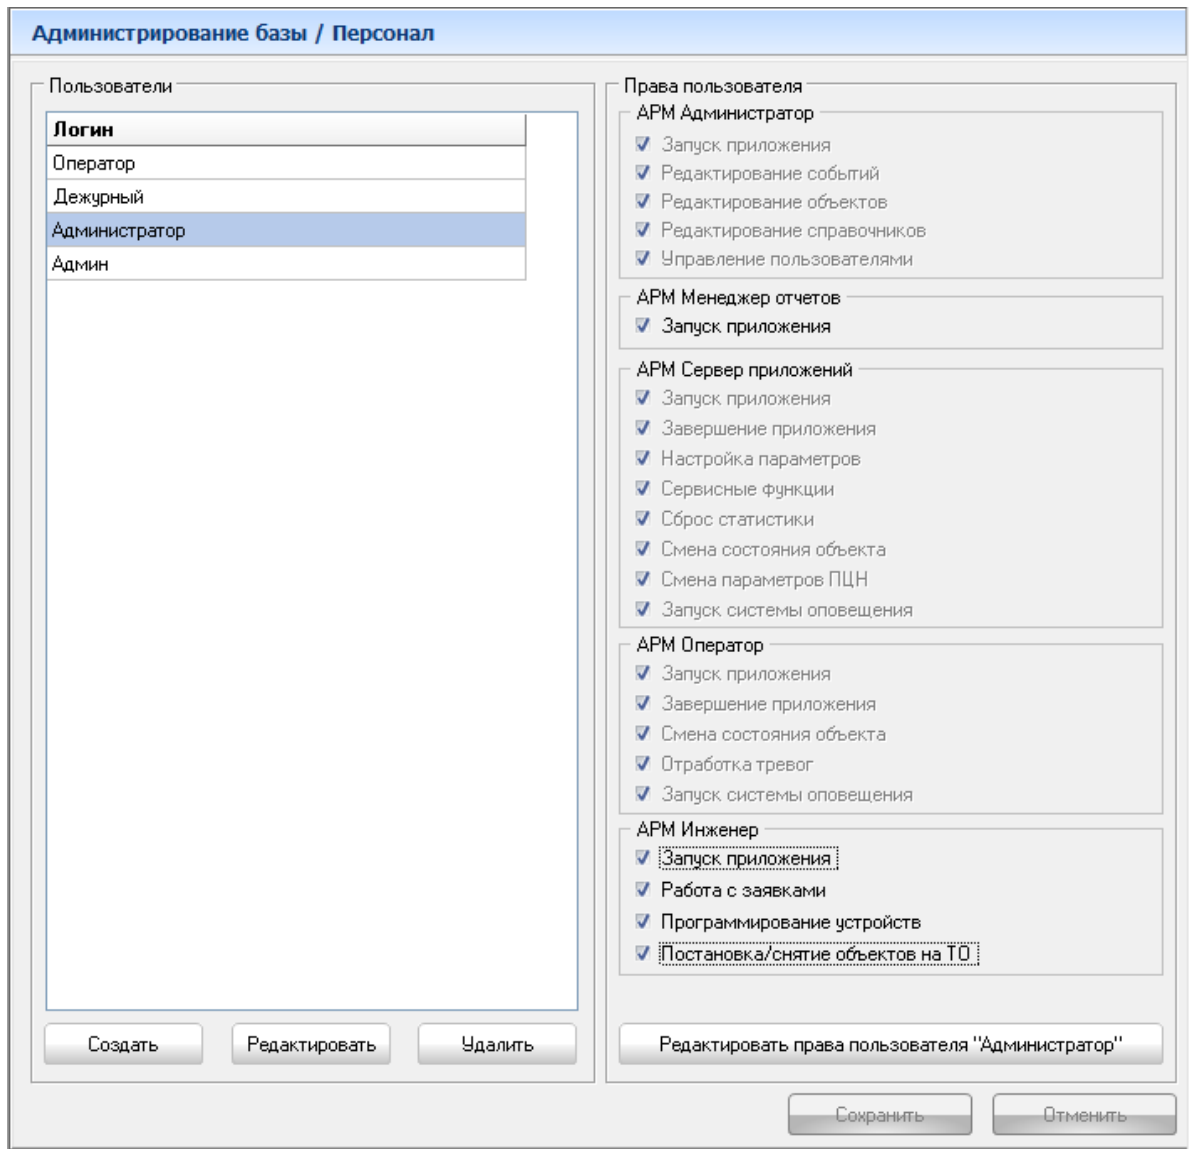 Администрирование базы / Персонал
Пользователи
Логин
Оператор
Дежурный
Администратор
Админ
Создать
Редактировать
Удалить
Права пользователя
АРМ Администратор
Запуск приложения
Редактирование событий
Редактирование объектов
Редактирование справочников
Управление пользователями
АРМ Менеджер отчетов
Запуск приложения
АРМ Сервер приложений
Запуск приложения
Завершение приложения
Настройка параметров
Сервисные функции
Сброс статистики
Смена состояния объекта
Смена параметров ПЦН
Запуск системы оповещения
АРМ Оператор
Запуск приложения
Завершение приложения
Смена состояния объекта
Отработка тревог
Запуск системы оповещения
АРМ Инженер
Запуск приложения
Работа с заявками
Программирование устройств
Постановка/снятие объектов на ТО
Редактировать права пользователя "Администратор"
Сохранить
Отменить